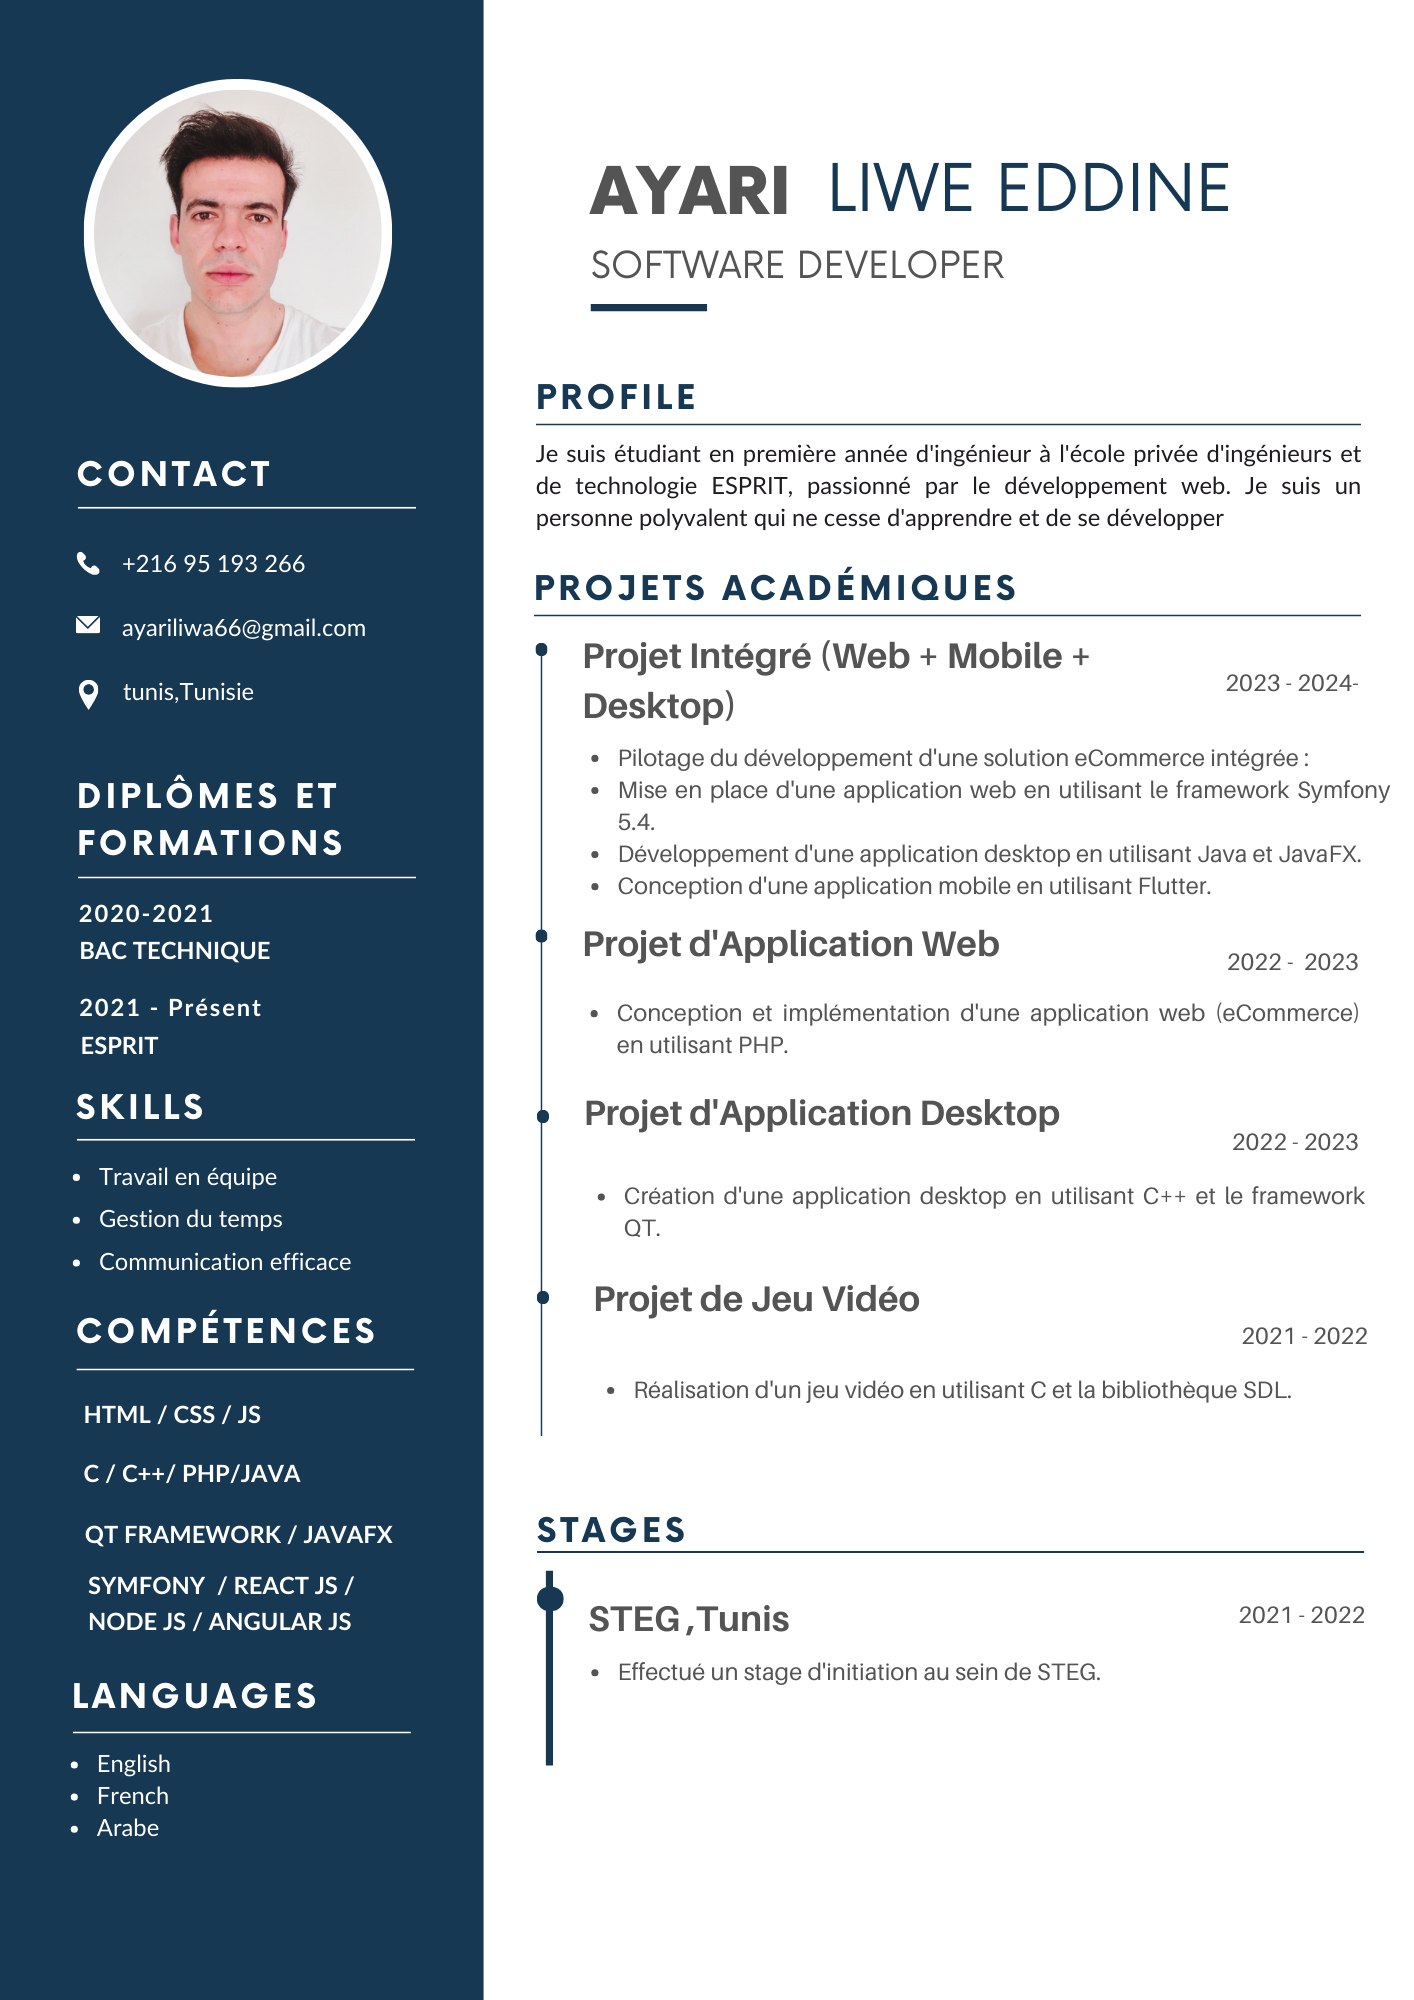 AYARI LIWE EDDINE
SOFTWARE DEVELOPER
CONTACT
+216 95 193 266
ayariliwa66@gmail.com
tunis,Tunisie
DIPLÔMES ET
FORMATIONS
2020-2021
BAC TECHNIQUE
2021 - Présent
ESPRIT
SKILLS
• Travail en équipe
• Gestion du temps
• Communication efficace
COMPÉTENCES
HTML / CSS / JS
C / C++/ PHP/JAVA
QT FRAMEWORK / JAVAFX
SYMFONY / REACT JS /
NODE JS / ANGULAR JS
LANGUAGES
• English
• French
• Arabe
PROFILE
Je suis étudiant en première année d'ingénieur à l'école privée d'ingénieurs et
de technologie ESPRIT, passionné par le développement web. Je suis un
personne polyvalent qui ne cesse d'apprendre et de se développer
PROJETS ACADÉMIQUES
Projet Intégré (Web + Mobile +
Desktop)
2023 - 2024-
• Pilotage du développement d'une solution eCommerce intégrée :
• Mise en place d'une application web en utilisant le framework Symfony
5.4.
• Développement d'une application desktop en utilisant Java et JavaFX.
• Conception d'une application mobile en utilisant Flutter.
Projet d'Application Web
2022 - 2023
• Conception et implémentation d'une application web (eCommerce)
en utilisant PHP.
Projet d'Application Desktop
2022 - 2023
• Création d'une application desktop en utilisant C++ et le framework
QT.
Projet de Jeu Vidéo
2021 - 2022
• Réalisation d'un jeu vidéo en utilisant C et la bibliothèque SDL.
STAGES
STEG ,Tunis
2021 - 2022
• Effectué un stage d'initiation au sein de STEG.